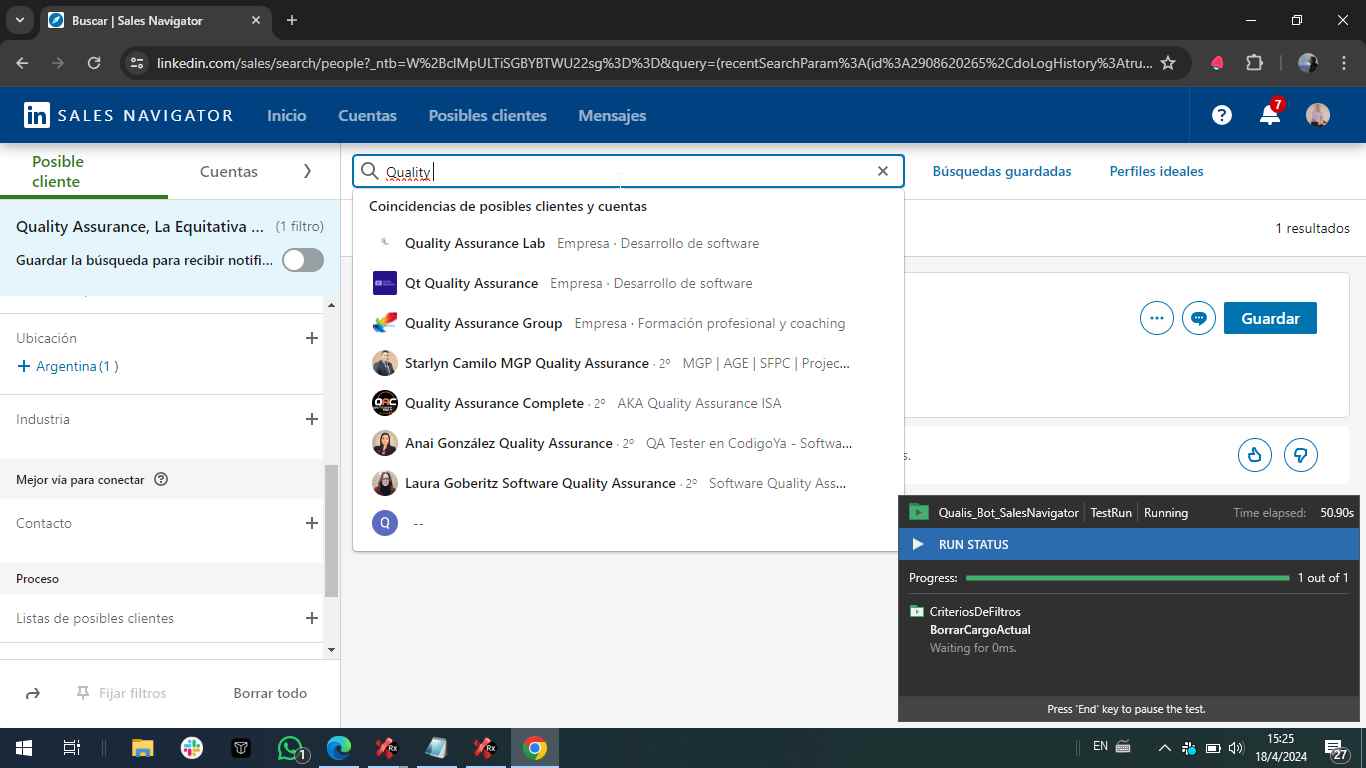 Buscar | Sales Navigator
linkedin.com/sales/search/people?_ntb=W%2BclMpULTiSGBYBTWU22sg%3D%3D&query=(recentSearchParam%3A(id%3A2908620265%2CdoLogHistory%3Atru...
in SALES NAVIGATOR
Inicio
Cuentas
Posibles clientes
Mensajes
7
Posible cliente
Cuentas
Quality
Búsquedas guardadas
Perfiles ideales
Quality Assurance, La Equitativa ... (1 filtro)
Guardar la búsqueda para recibir notifi...
1 resultados
Coincidencias de posibles clientes y cuentas
Quality Assurance Lab Empresa · Desarrollo de software
Qt Quality Assurance Empresa · Desarrollo de software
Quality Assurance Group Empresa · Formación profesional y coaching
Starlyn Camilo MGP Quality Assurance · 2º MGP | AGE | SFPC | Projec...
Quality Assurance Complete · 2º AKA Quality Assurance ISA
Anai González Quality Assurance · 2º QA Tester en CodigoYa - Softwa...
Laura Goberitz Software Quality Assurance · 2º Software Quality Ass...
Q --
Guardar
s.
Ubicación
+ Argentina (1 )
Industria
Mejor vía para conectar
Contacto
Proceso
Listas de posibles clientes
Fijar filtros
Borrar todo
Qualis_Bot_SalesNavigator TestRun Running Time elapsed: 50.90s
RUN STATUS
Progress: 1 out of 1
CriteriosDeFiltros
BorrarCargoActual
Waiting for 0ms.
Press 'End' key to pause the test.
1
Rx
Rx
EN
15:25
18/4/2024
27